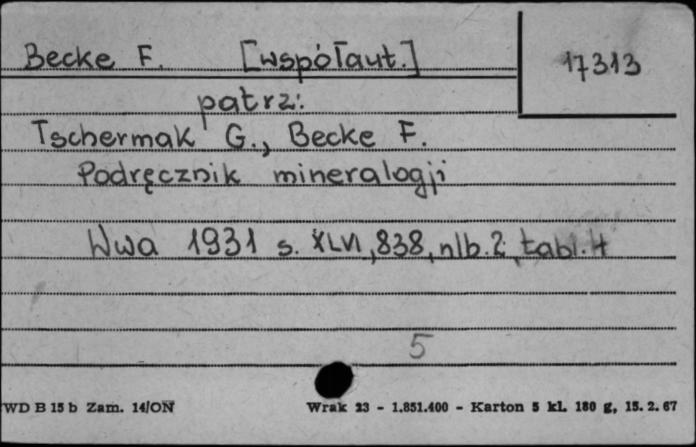 Becke F. [współaut.]
17313
patrz:
Tschermak G., Becke F.
Podręcznik mineralogji
Wwa 1931 s. XLVI, 838, nlb. 2, tabl. 4
5
WD B 15 b Zam. 14/ON
Wrak 23 - 1.851.400 - Karton 5 kl. 180 g, 15. 2. 67